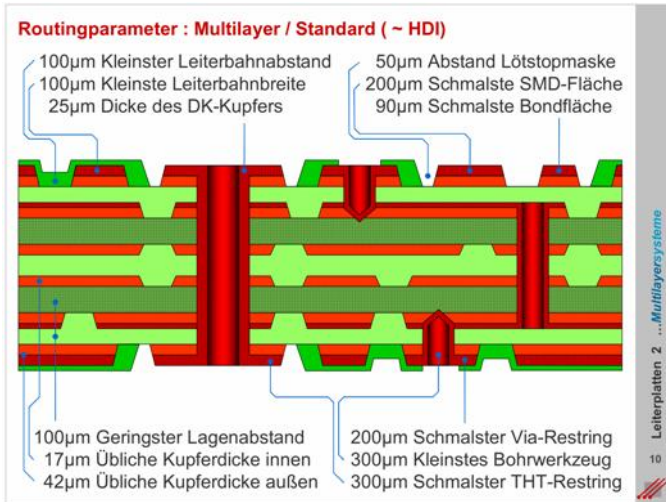 Routingparameter : Multilayer / Standard ( ~ HDI)
100µm Kleinster Leiterbahnabstand
100µm Kleinste Leiterbahnbreite
25µm Dicke des DK-Kupfers
50µm Abstand Lötstopmaske
200µm Schmalste SMD-Fläche
90µm Schmalste Bondfläche
100µm Geringster Lagenabstand
17µm Übliche Kupferdicke innen
42µm Übliche Kupferdicke außen
200µm Schmalster Via-Restring
300µm Kleinstes Bohrwerkzeug
300µm Schmalster THT-Restring
10 Leiterplatten 2 ...Multilayersysteme